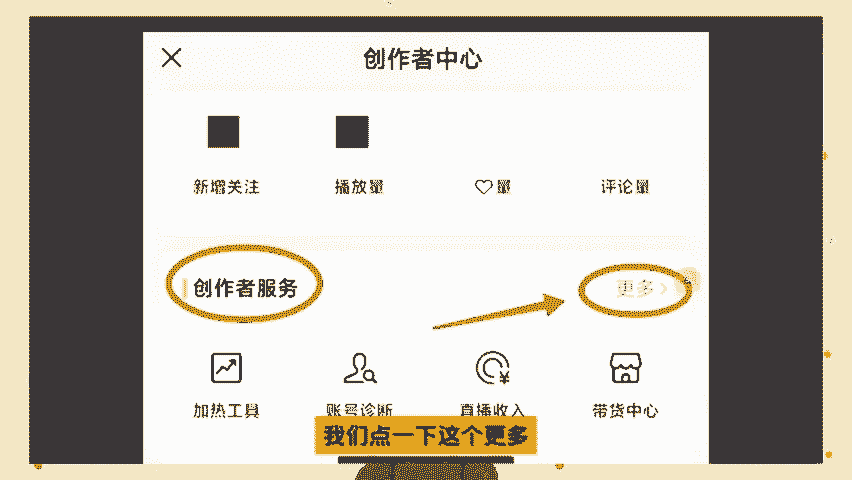 创作者中心
新增关注 播放量 ♡量 评论量
创作者服务 更多 ›
加热工具 账号诊断 直播收入 带货中心
我们点一下这个更多